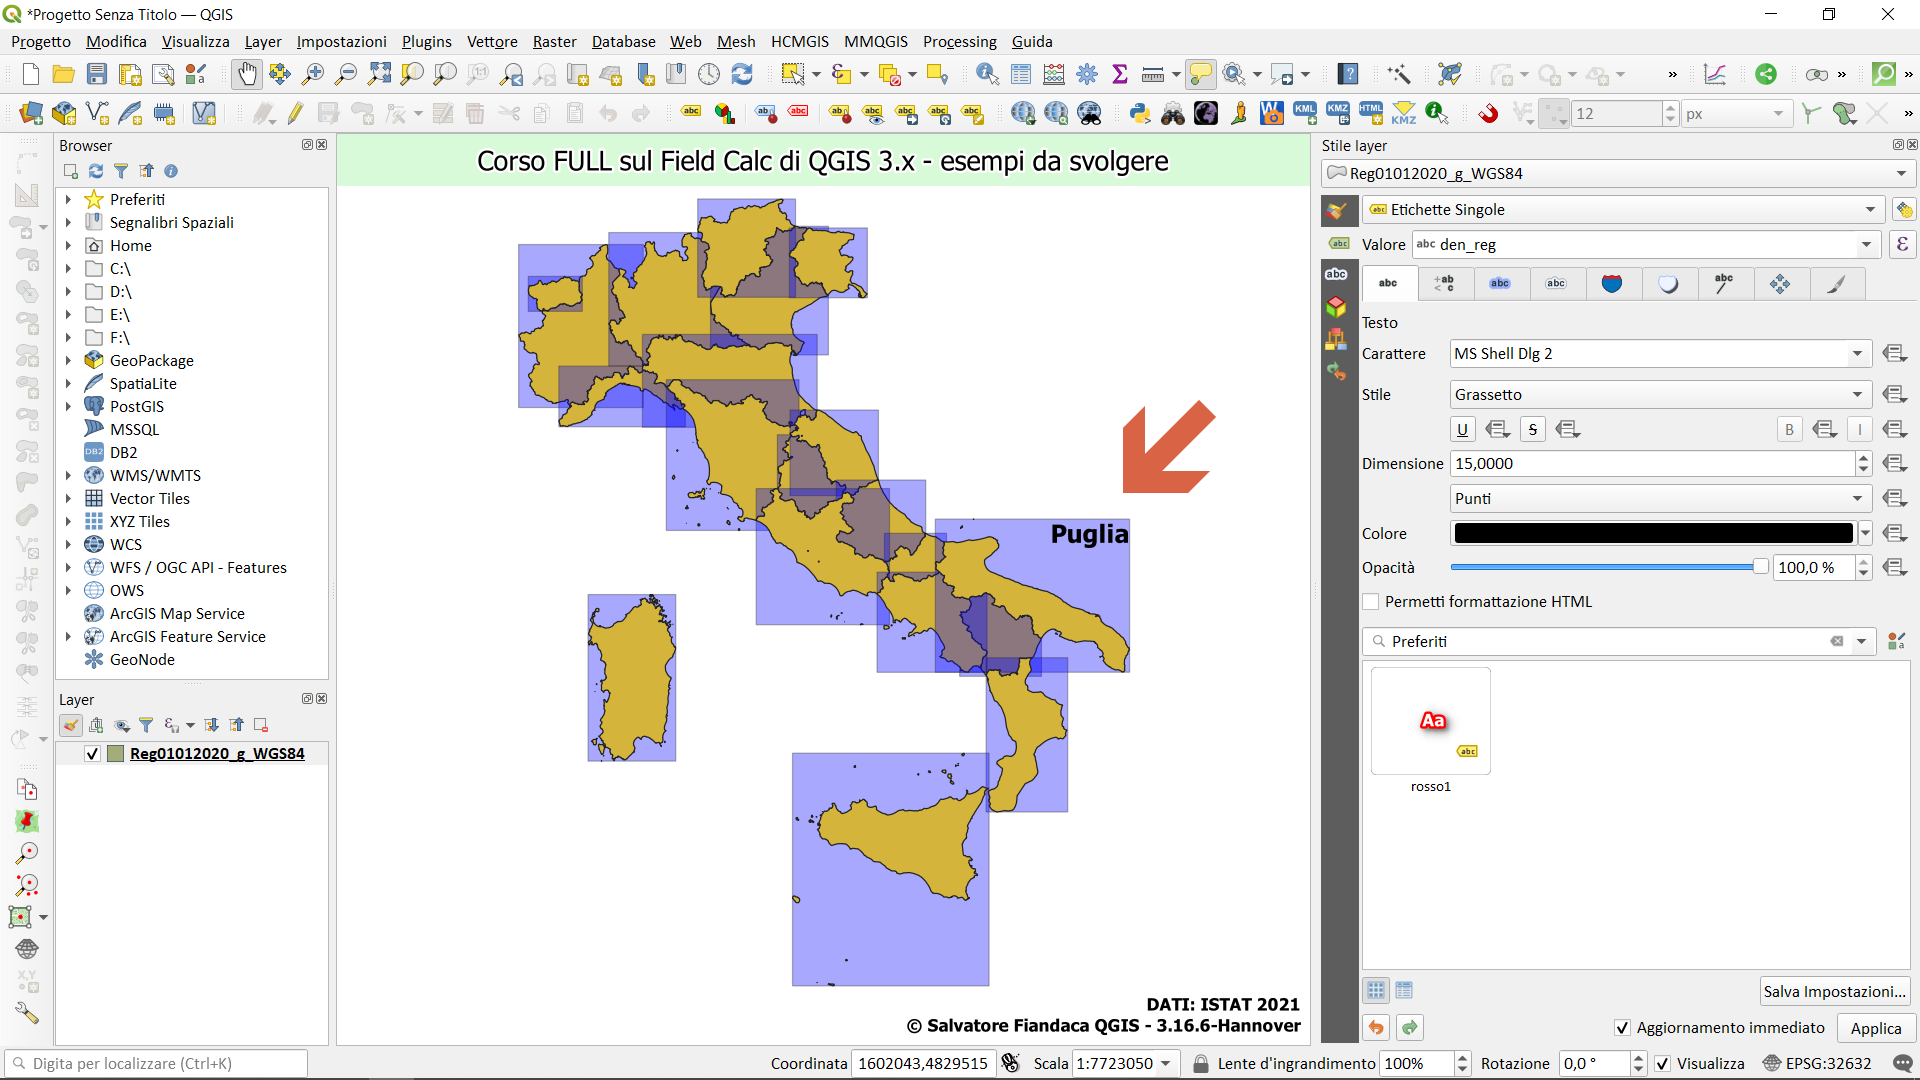 *Progetto Senza Titolo — QGIS
Progetto Modifica Visualizza Layer Impostazioni Plugins Vettore Raster Database Web Mesh HCMGIS MMQGIS Processing Guida
12 px
Browser
Preferiti
Segnalibri Spaziali
Home
C:\
D:\
E:\
F:\
GeoPackage
SpatiaLite
PostGIS
MSSQL
DB2
WMS/WMTS
Vector Tiles
XYZ Tiles
WCS
WFS / OGC API - Features
OWS
ArcGIS Map Service
ArcGIS Feature Service
GeoNode
Layer
Reg01012020_g_WGS84
Corso FULL sul Field Calc di QGIS 3.x - esempi da svolgere
Puglia
DATI: ISTAT 2021
© Salvatore Fiandaca QGIS - 3.16.6-Hannover
Stile layer
Reg01012020_g_WGS84
Etichette Singole
Valore abc den_reg
Testo
Carattere MS Shell Dlg 2
Stile Grassetto
U S B I
Dimensione 15,0000
Punti
Colore
Opacità 100,0 %
Permetti formattazione HTML
Preferiti
Aa
abc
rosso1
Salva Impostazioni...
Aggiornamento immediato Applica
Digita per localizzare (Ctrl+K) Coordinata 1602043,4829515 Scala 1:7723050 Lente d'ingrandimento 100% Rotazione 0,0 ° Visualizza EPSG:32632